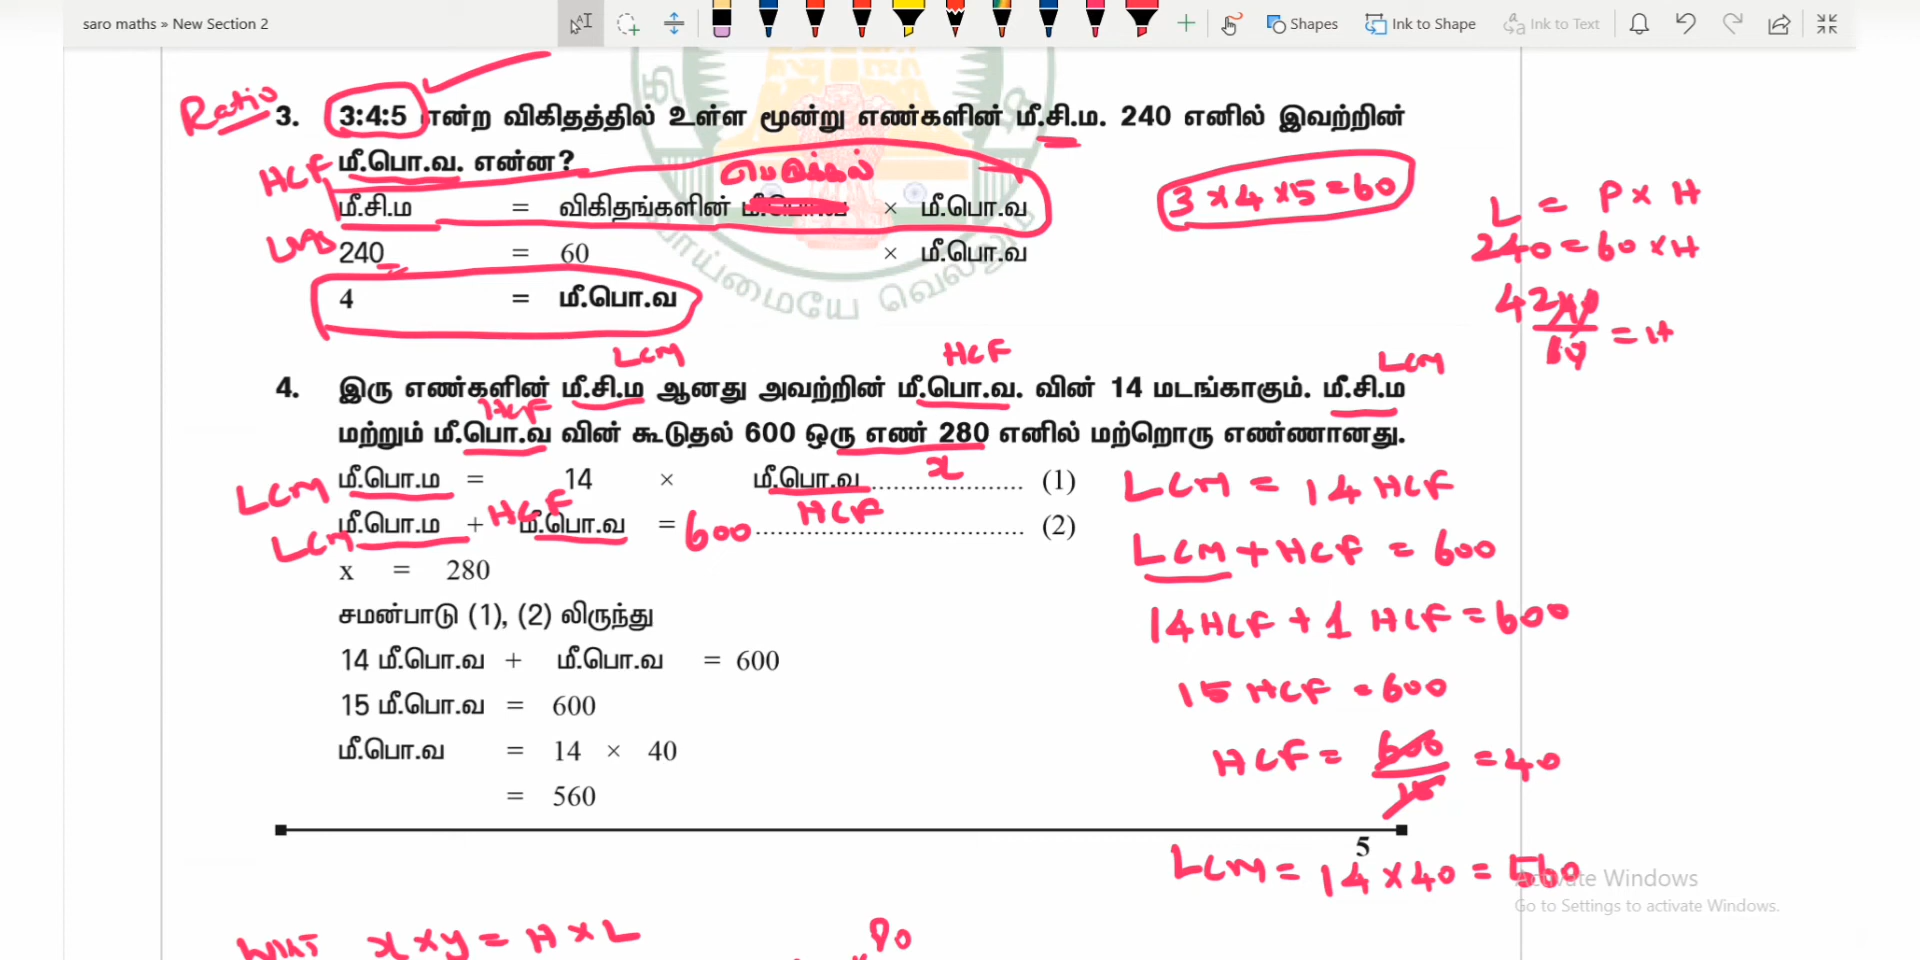 saro maths » New Section 2
Shapes Ink to Shape Ink to Text
Ratio 3. 3:4:5 என்ற விகிதத்தில் உள்ள மூன்று எண்களின் மீ.சி.ம. 240 எனில் இவற்றின்
HCF மீ.பொ.வ. என்ன?
பெருக்கல்
மீ.சி.ம = விகிதங்களின் × மீ.பொ.வ
3 × 4 × 5 = 60
L = P × H
240 = 60 × மீ.பொ.வ
240 = 60 × H
4 = மீ.பொ.வ
= H
LCM HCF LCM
4. இரு எண்களின் மீ.சி.ம ஆனது அவற்றின் மீ.பொ.வ. வின் 14 மடங்காகும். மீ.சி.ம
HCF
மற்றும் மீ.பொ.வ வின் கூடுதல் 600 ஒரு எண் 280 எனில் மற்றொரு எண்ணானது.
x
LCM மீ.பொ.ம = 14 × மீ.பொ.வ .................... (1) LCM = 14 HCF
HCF HCF
LCM மீ.பொ.ம + மீ.பொ.வ = 600 .................................... (2) LCM + HCF = 600
x = 280
சமன்பாடு (1), (2) லிருந்து 14HCF + 1 HCF = 600
14 மீ.பொ.வ + மீ.பொ.வ = 600
15 HCF = 600
15 மீ.பொ.வ = 600
மீ.பொ.வ = 14 × 40
HCF = 600/15 = 40
= 560
5
LCM = 14 × 40 = 560
Activate Windows
Go to Settings to activate Windows.
x × y = H × L